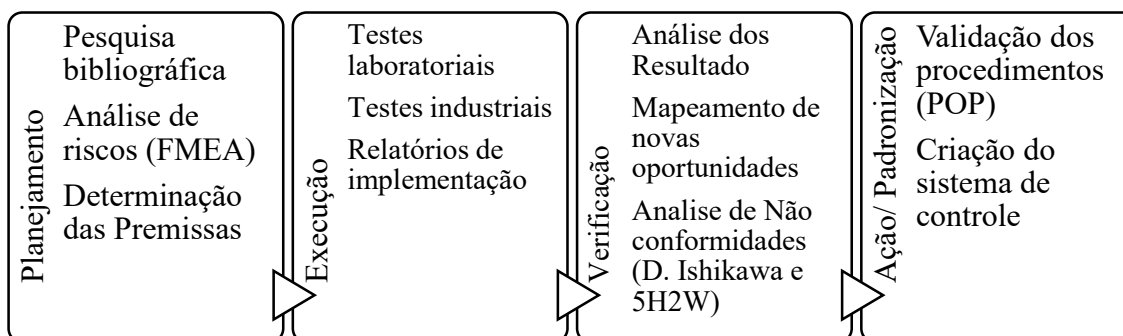 Planejamento
Pesquisa
bibliográfica
Análise de
riscos (FMEA)
Determinação
das Premissas
Execução
Testes
laboratoriais
Testes industriais
Relatórios de
implementação
Verificação
Análise dos
Resultado
Mapeamento de
novas
oportunidades
Analise de Não
conformidades
(D. Ishikawa e
5H2W)
Ação/ Padronização
Validação dos
procedimentos
(POP)
Criação do
sistema de
controle